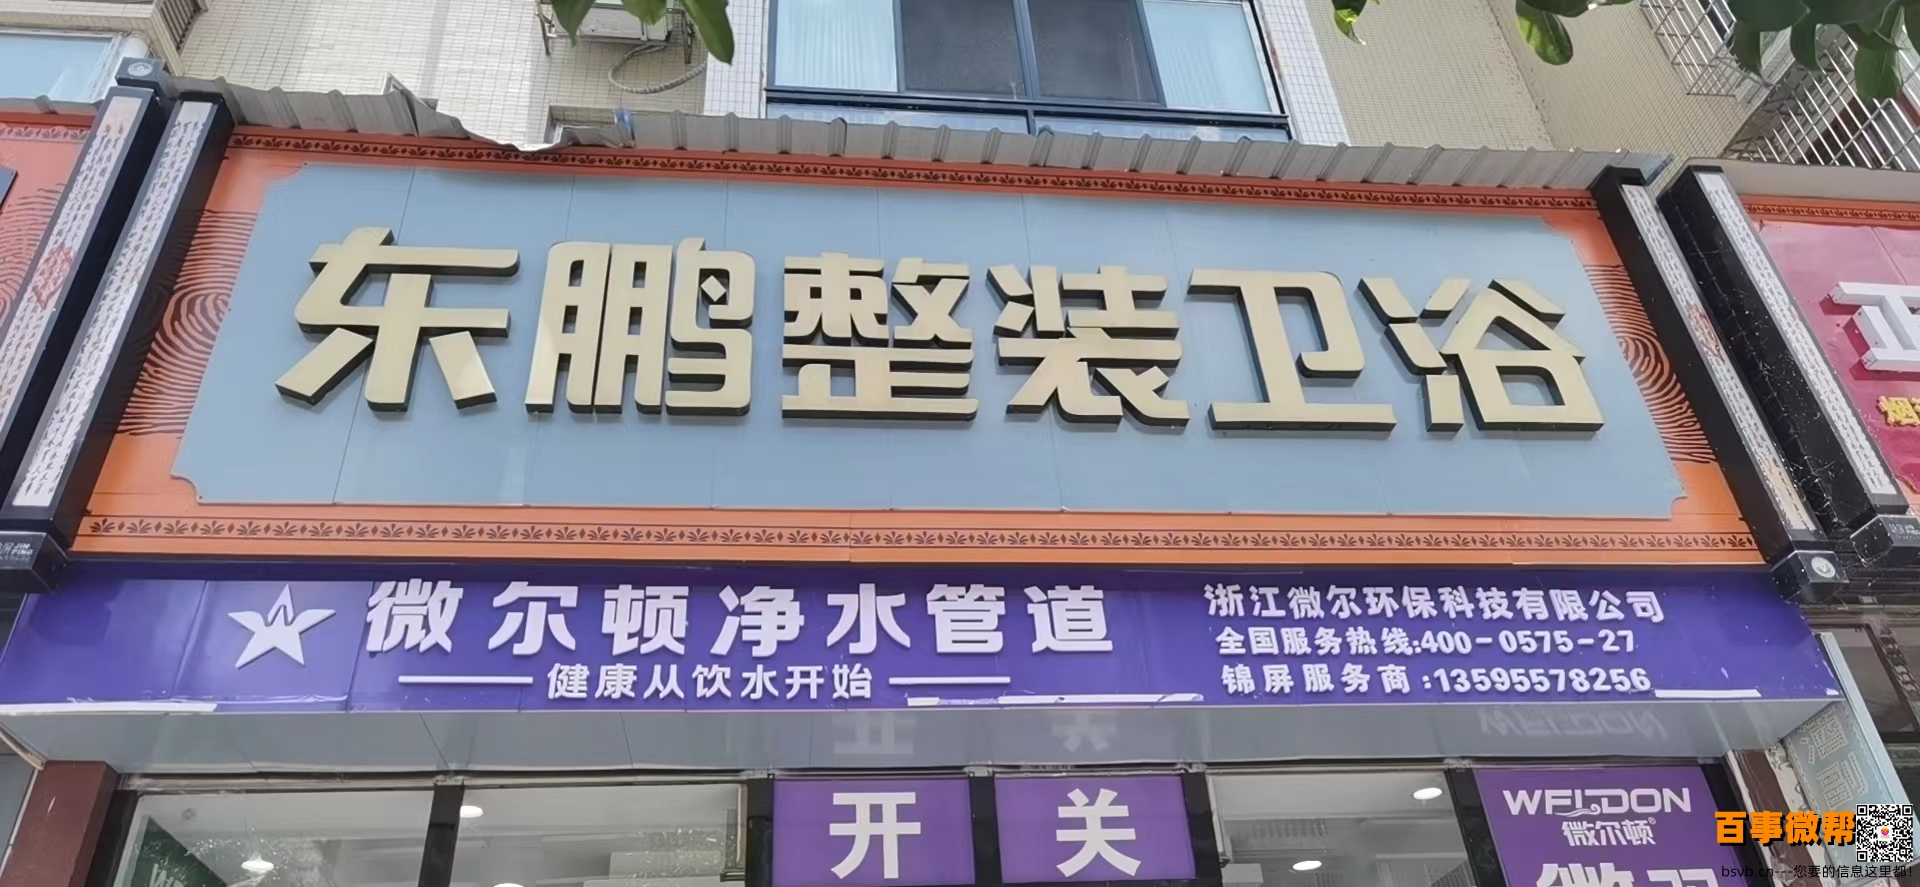 东鹏整装卫浴
微尔顿净水管道
健康从饮水开始
浙江微尔环保科技有限公司
全国服务热线:400-0575-27
锦屏服务商:13595578256
开
关
WELDON
微尔顿®
百事微帮
bsvb.cn---您要的信息这里都!